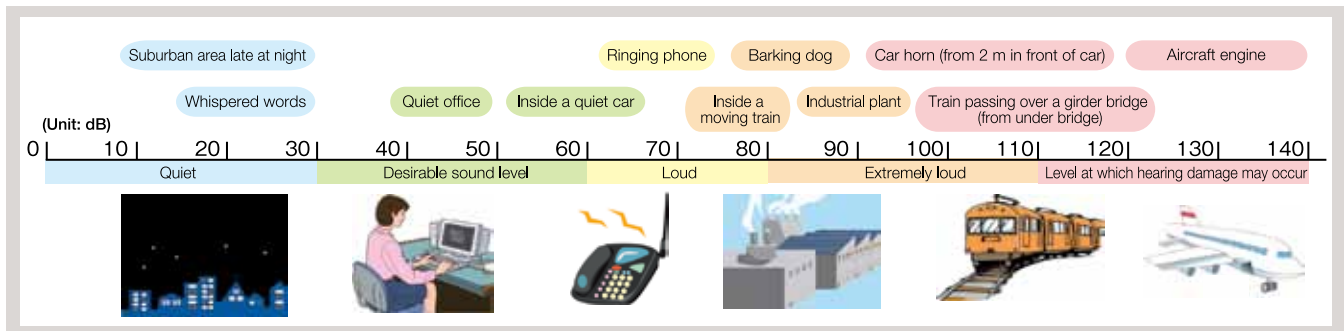 Suburban area late at night
Ringing phone
Barking dog
Car horn (from 2 m in front of car)
Aircraft engine
Whispered words
Quiet office
Inside a quiet car
Inside a
moving train
Industrial plant
Train passing over a girder bridge
(from under bridge)
(Unit: dB)
0 10 20 30 40 50 60 70 80 90 100 110 120 130 140
Quiet
Desirable sound level
Loud
Extremely loud
Level at which hearing damage may occur